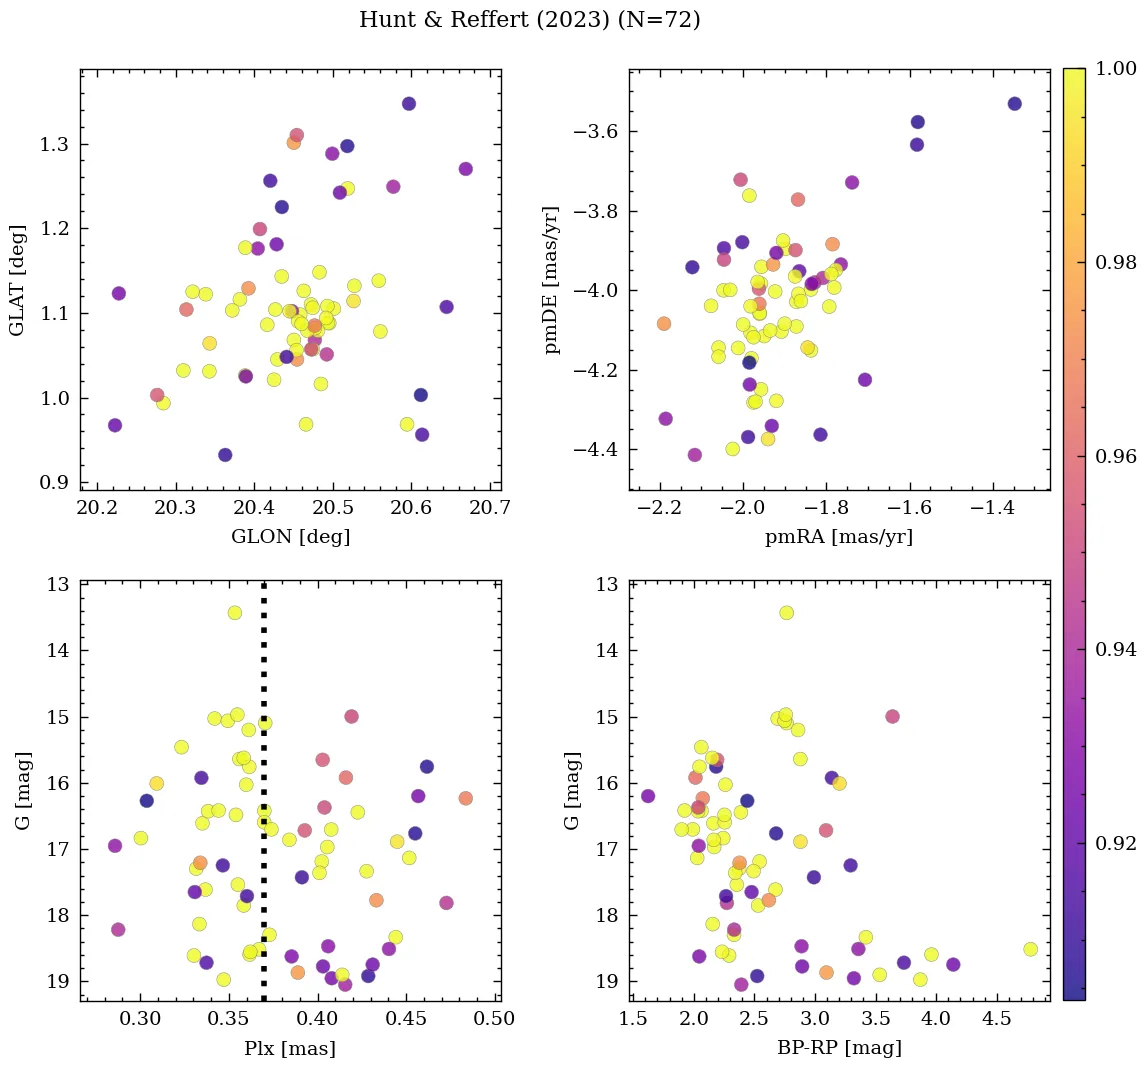 Hunt & Reffert (2023) (N=72)
1.3
1.2
1.1
1.0
0.9
GLAT [deg]
20.2 20.3 20.4 20.5 20.6 20.7
GLON [deg]
−3.6
−3.8
−4.0
−4.2
−4.4
pmDE [mas/yr]
−2.2 −2.0 −1.8 −1.6 −1.4
pmRA [mas/yr]
1.00
0.98
0.96
0.94
0.92
13
14
15
16
17
18
19
G [mag]
0.30 0.35 0.40 0.45 0.50
Plx [mas]
13
14
15
16
17
18
19
G [mag]
1.5 2.0 2.5 3.0 3.5 4.0 4.5
BP-RP [mag]